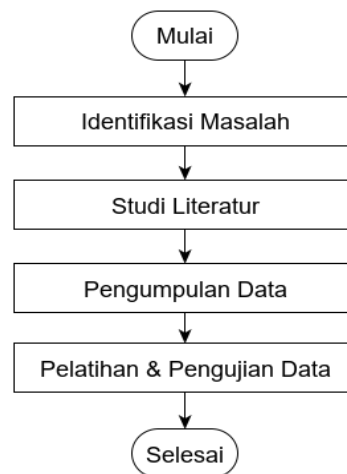 Mulai
Identifikasi Masalah
Studi Literatur
Pengumpulan Data
Pelatihan & Pengujian Data
Selesai